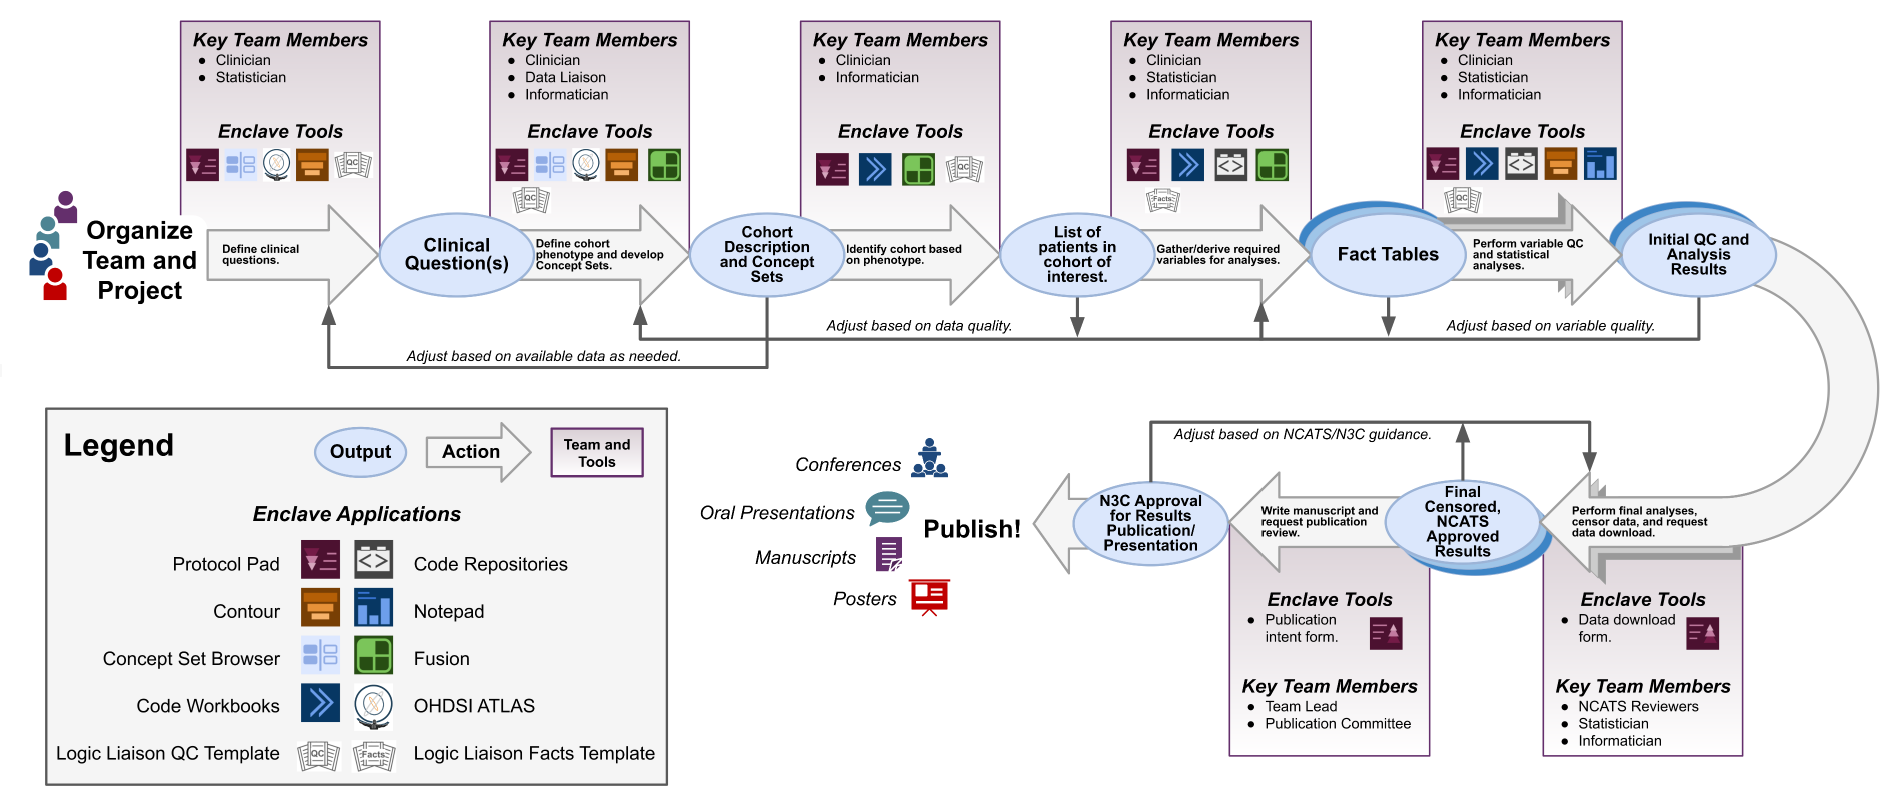 Key Team Members
● Clinician
● Statistician
Enclave Tools
QC
Key Team Members
● Clinician
● Data Liaison
● Informatician
Enclave Tools
QC
Key Team Members
● Clinician
● Informatician
Enclave Tools
QC
Key Team Members
● Clinician
● Statistician
● Informatician
Enclave Tools
Facts
Key Team Members
● Clinician
● Statistician
● Informatician
Enclave Tools
QC
Organize
Team and
Project
Define clinical
questions.
Clinical
Question(s)
Define cohort
phenotype and develop
Concept Sets.
Cohort
Description
and Concept
Sets
Identify cohort based
on phenotype.
List of
patients in
cohort of
interest.
Gather/derive required
variables for analyses.
Fact Tables
Perform variable QC
and statistical
analyses.
Initial QC and
Analysis
Results
Adjust based on data quality.
Adjust based on variable quality.
Adjust based on available data as needed.
Adjust based on NCATS/N3C guidance.
Perform final analyses,
censor data, and request
data download.
Final
Censored,
NCATS
Approved
Results
Write manuscript and
request publication
review.
N3C Approval
for Results
Publication/
Presentation
Publish!
Conferences
Oral Presentations
Manuscripts
Posters
Enclave Tools
● Publication
intent form.
Key Team Members
● Team Lead
● Publication Committee
Enclave Tools
● Data download
form.
Key Team Members
● NCATS Reviewers
● Statistician
● Informatician
Legend
Output
Action
Team and
Tools
Enclave Applications
Protocol Pad
Code Repositories
Contour
Notepad
Concept Set Browser
Fusion
Code Workbooks
OHDSI ATLAS
Logic Liaison QC Template
QC
Facts
Logic Liaison Facts Template